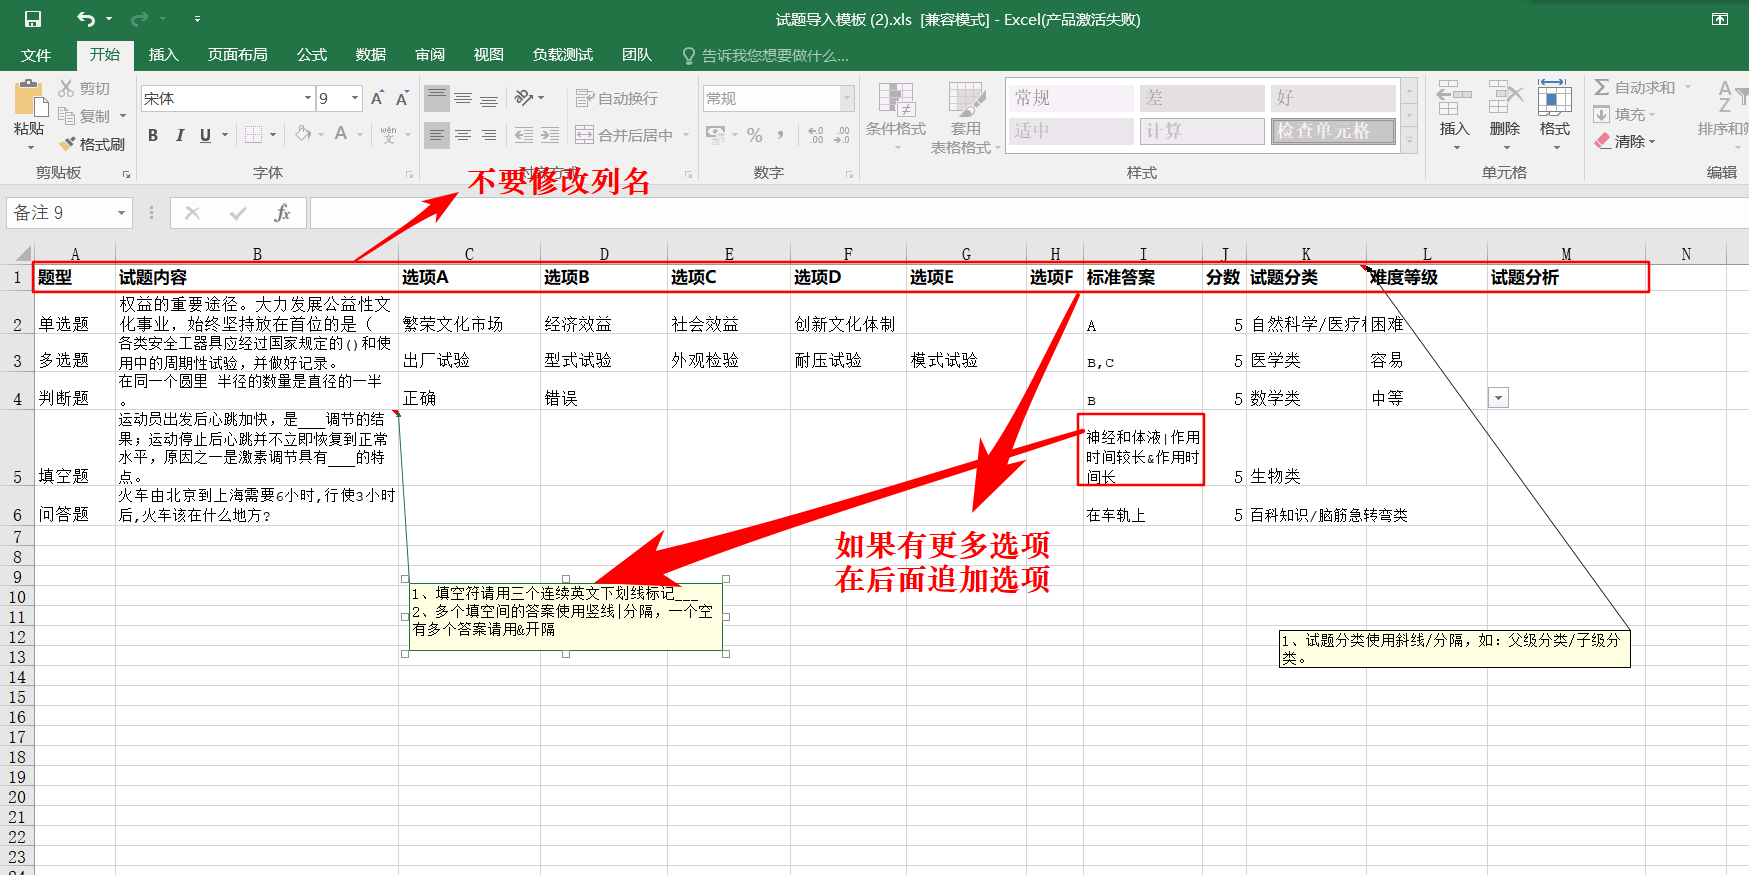 试题导入模板 (2).xls [兼容模式] - Excel(产品激活失败)
文件 开始 插入 页面布局 公式 数据 审阅 视图 负载测试 团队 告诉我您想要做什么...
粘贴 剪切 复制 格式刷 剪贴板
宋体 9 A A B I U A wén 文 字体
自动换行 合并后居中
常规 % , .0 .00 数字
条件格式 套用 表格格式
常规 差 好
适中 计算 检查单元格
样式
插入 删除 格式 单元格
自动求和 填充 清除 排序和 编辑
不要修改列名
备注 9 fx
A B C D E F G H I J K L M N
1 题型 试题内容 选项A 选项B 选项C 选项D 选项E 选项F 标准答案 分数 试题分类 难度等级 试题分析
权益的重要途径。大力发展公益性文
化事业，始终坚持放在首位的是（
2 单选题 繁荣文化市场 经济效益 社会效益 创新文化体制 A 5 自然科学/医疗 困难
各类安全工器具应经过国家规定的()和使
用中的周期性试验，并做好记录。
3 多选题 出厂试验 型式试验 外观检验 耐压试验 模式试验 B,C 5 医学类 容易
在同一个圆里 半径的数量是直径的一半
。
4 判断题 正确 错误 B 5 数学类 中等
运动员出发后心跳加快，是___调节的结
果；运动停止后心跳并不立即恢复到正常
水平，原因之一是激素调节具有___的特
点。
5 填空题
神经和体液|作用
时间较长&作用时
间长
5 生物类
火车由北京到上海需要6小时,行使3小时
后,火车该在什么地方?
6 问答题 在车轨上 5 百科知识/脑筋急转弯类
如果有更多选项
在后面追加选项
1、填空符请用三个连续英文下划线标记___
2、多个填空间的答案使用竖线|分隔，一个空
有多个答案请用&开隔
1、试题分类使用斜线/分隔，如：父级分类/子级分
类。
7
8
9
10
11
12
13
14
15
16
17
18
19
20
21
22
23